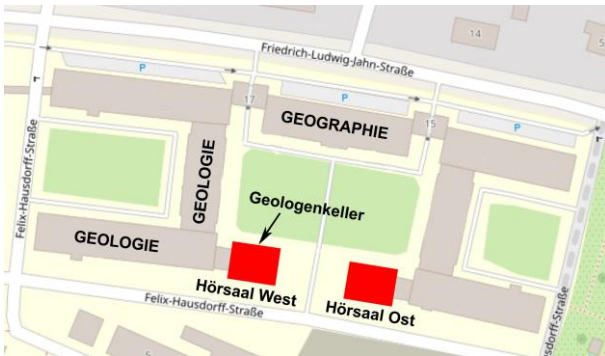 14
5
Friedrich-Ludwig-Jahn-Straße
P
17
P
15
P
GEOGRAPHIE
GEOLOGIE
Felix-Hausdorff-Straße
Geologenkeller
GEOLOGIE
Hörsaal West
Hörsaal Ost
Felix-Hausdorff-Straße